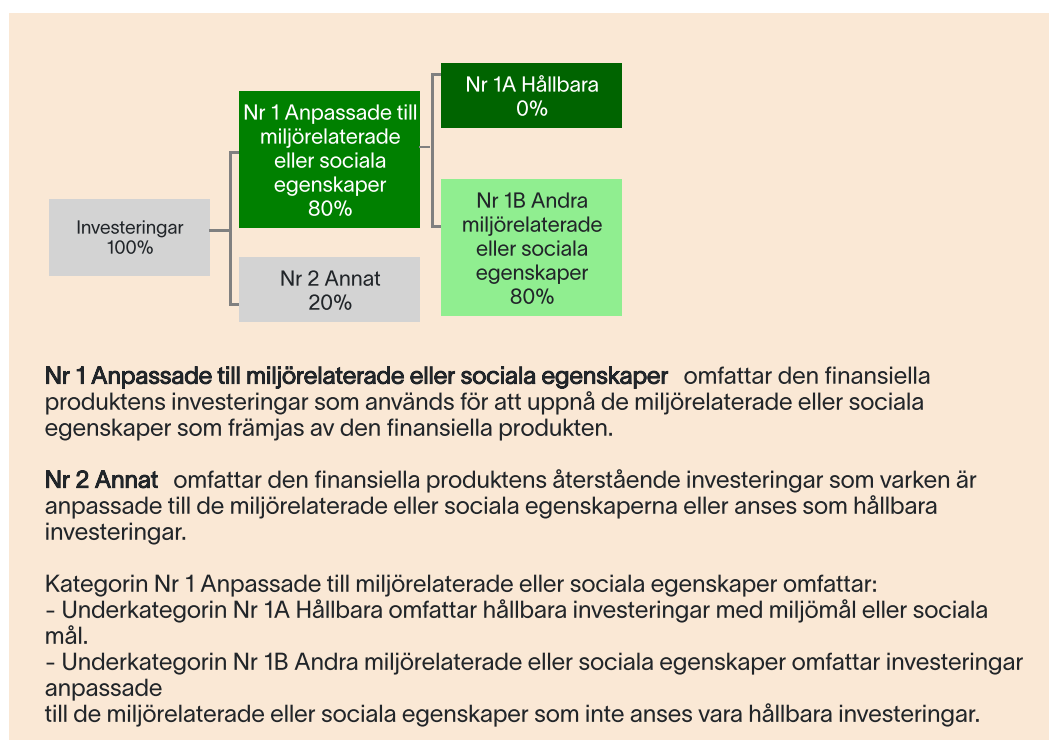 Nr 1A Hållbara
0%
Nr 1 Anpassade till
miljörelaterade
eller sociala
egenskaper
80%
Nr 1B Andra
miljörelaterade
eller sociala
egenskaper
80%
Investeringar
100%
Nr 2 Annat
20%
Nr 1 Anpassade till miljörelaterade eller sociala egenskaper omfattar den finansiella
produktens investeringar som används för att uppnå de miljörelaterade eller sociala
egenskaper som främjas av den finansiella produkten.
Nr 2 Annat omfattar den finansiella produktens återstående investeringar som varken är
anpassade till de miljörelaterade eller sociala egenskaperna eller anses som hållbara
investeringar.
Kategorin Nr 1 Anpassade till miljörelaterade eller sociala egenskaper omfattar:
- Underkategorin Nr 1A Hållbara omfattar hållbara investeringar med miljömål eller sociala
mål.
- Underkategorin Nr 1B Andra miljörelaterade eller sociala egenskaper omfattar investeringar
anpassade
till de miljörelaterade eller sociala egenskaper som inte anses vara hållbara investeringar.